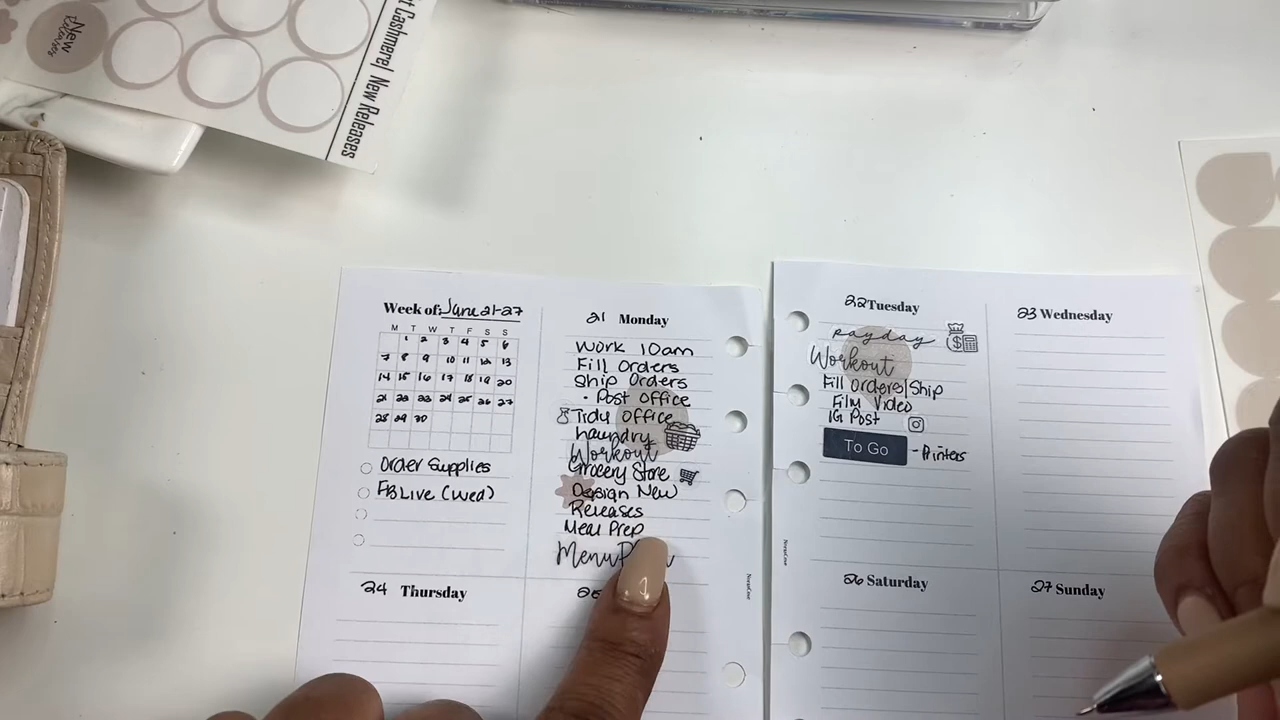 New
Releases
t Cashmere| New Releases
Week of: June 21-27
M T W T F S S
1 2 3 4 5 6
7 8 9 10 11 12 13
14 15 16 17 18 19 20
21 22 23 24 25 26 27
28 29 30
Order Supplies
FB Live (Wed)
21 Monday
Work 10am
Fill Orders
Ship Orders
- Post Office
Tidy Office
Laundry
Workout
Grocery Store
Design New
Releases
Meal Prep
Menu
24 Thursday
22 Tuesday
payday
Workout
Fill Orders/Ship
Film Video
IG Post
To Go - Printers
23 Wednesday
26 Saturday
27 Sunday